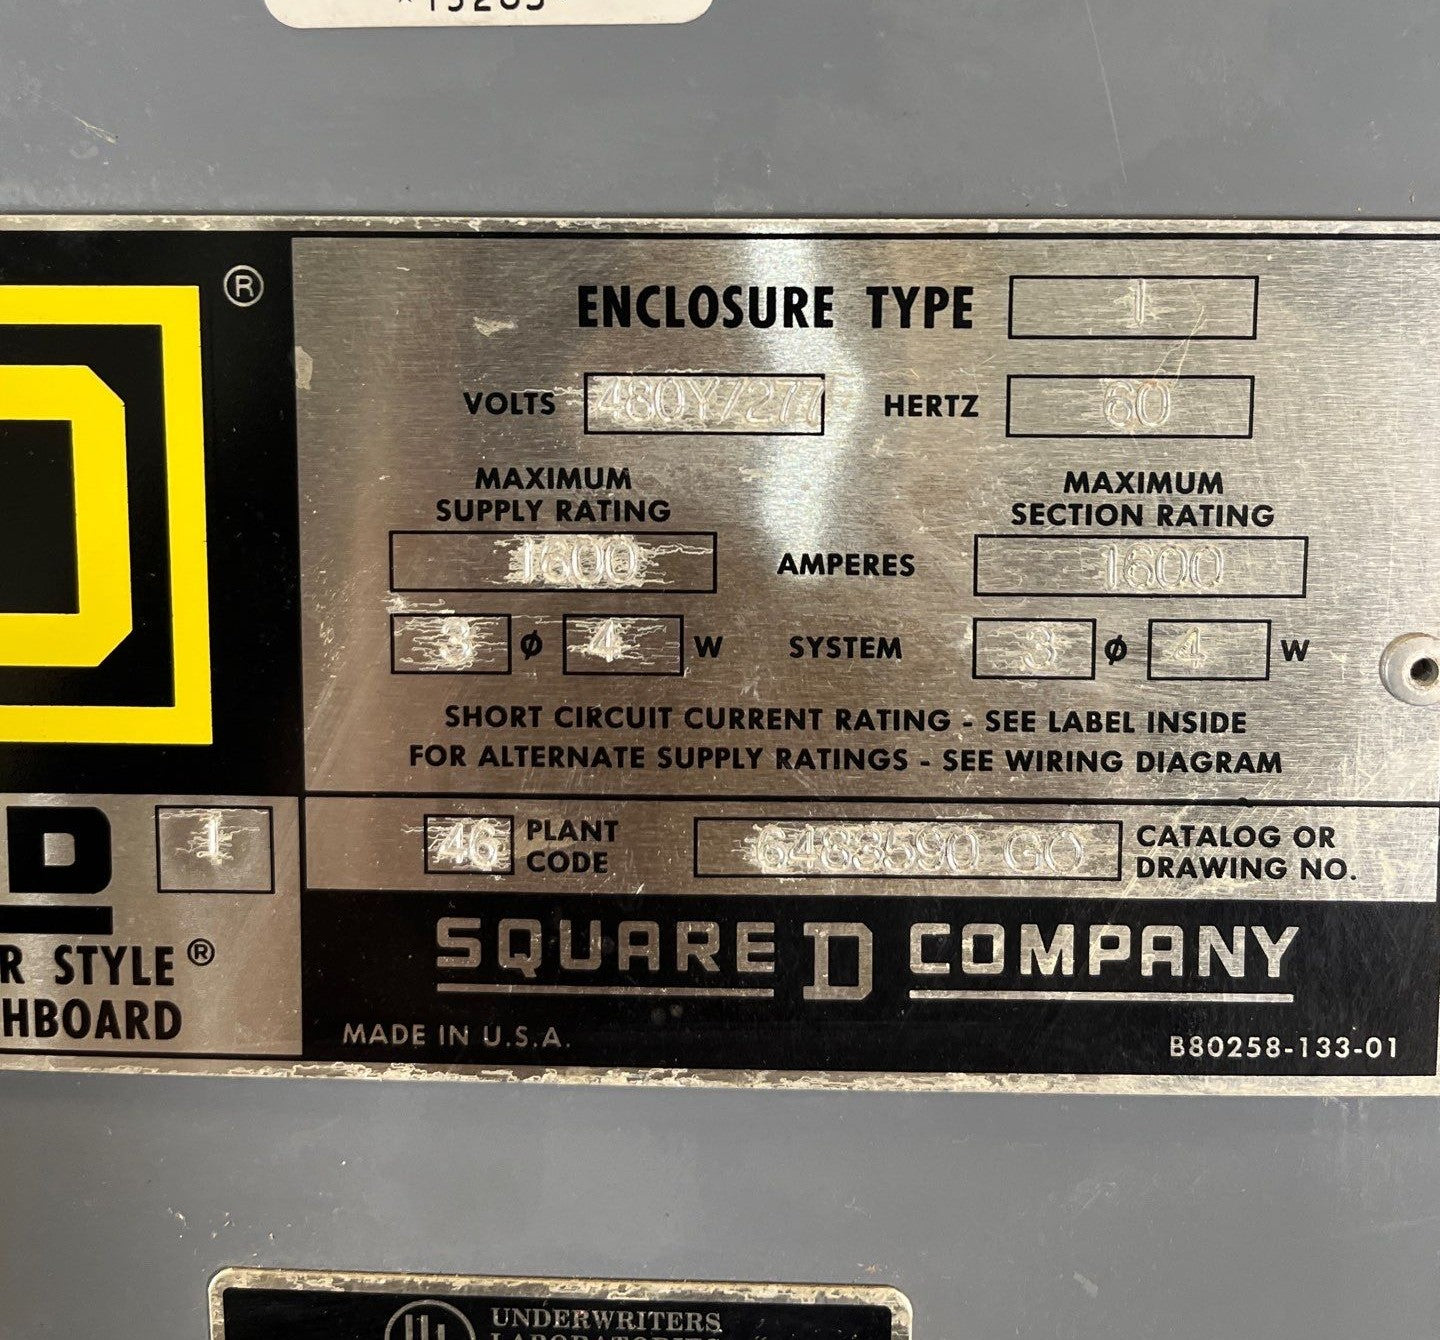 ENCLOSURE TYPE 1
VOLTS 480Y/277 HERTZ 60
MAXIMUM
SUPPLY RATING
MAXIMUM
SECTION RATING
1600 AMPERES 1600
3 ø 4 W SYSTEM 3 ø 4 W
SHORT CIRCUIT CURRENT RATING - SEE LABEL INSIDE
FOR ALTERNATE SUPPLY RATINGS - SEE WIRING DIAGRAM
D 1
R STYLE ®
HBOARD
46 PLANT
CODE
6483590 GO CATALOG OR
DRAWING NO.
SQUARE D COMPANY
MADE IN U.S.A.
B80258-133-01
®
UL UNDERWRITERS